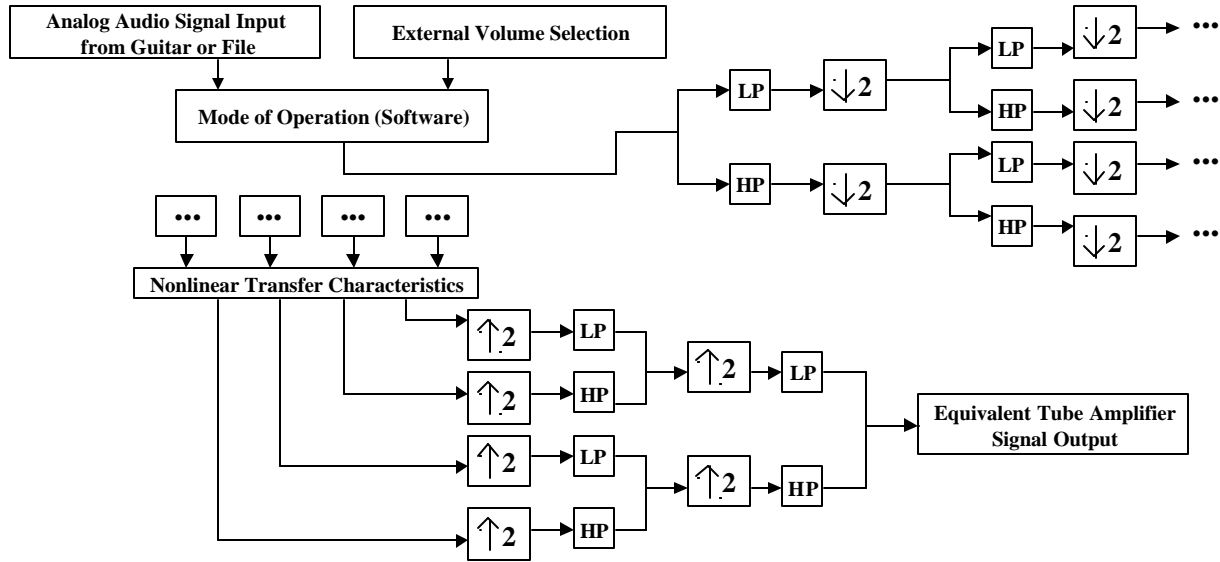 Analog Audio Signal Input
from Guitar or File
External Volume Selection
Mode of Operation (Software)
LP
↓2
LP
↓2
•••
HP
↓2
•••
HP
↓2
LP
↓2
•••
HP
↓2
•••
•••
•••
•••
•••
Nonlinear Transfer Characteristics
↑2
LP
↑2
HP
↑2
LP
↑2
LP
↑2
HP
↑2
HP
Equivalent Tube Amplifier
Signal Output